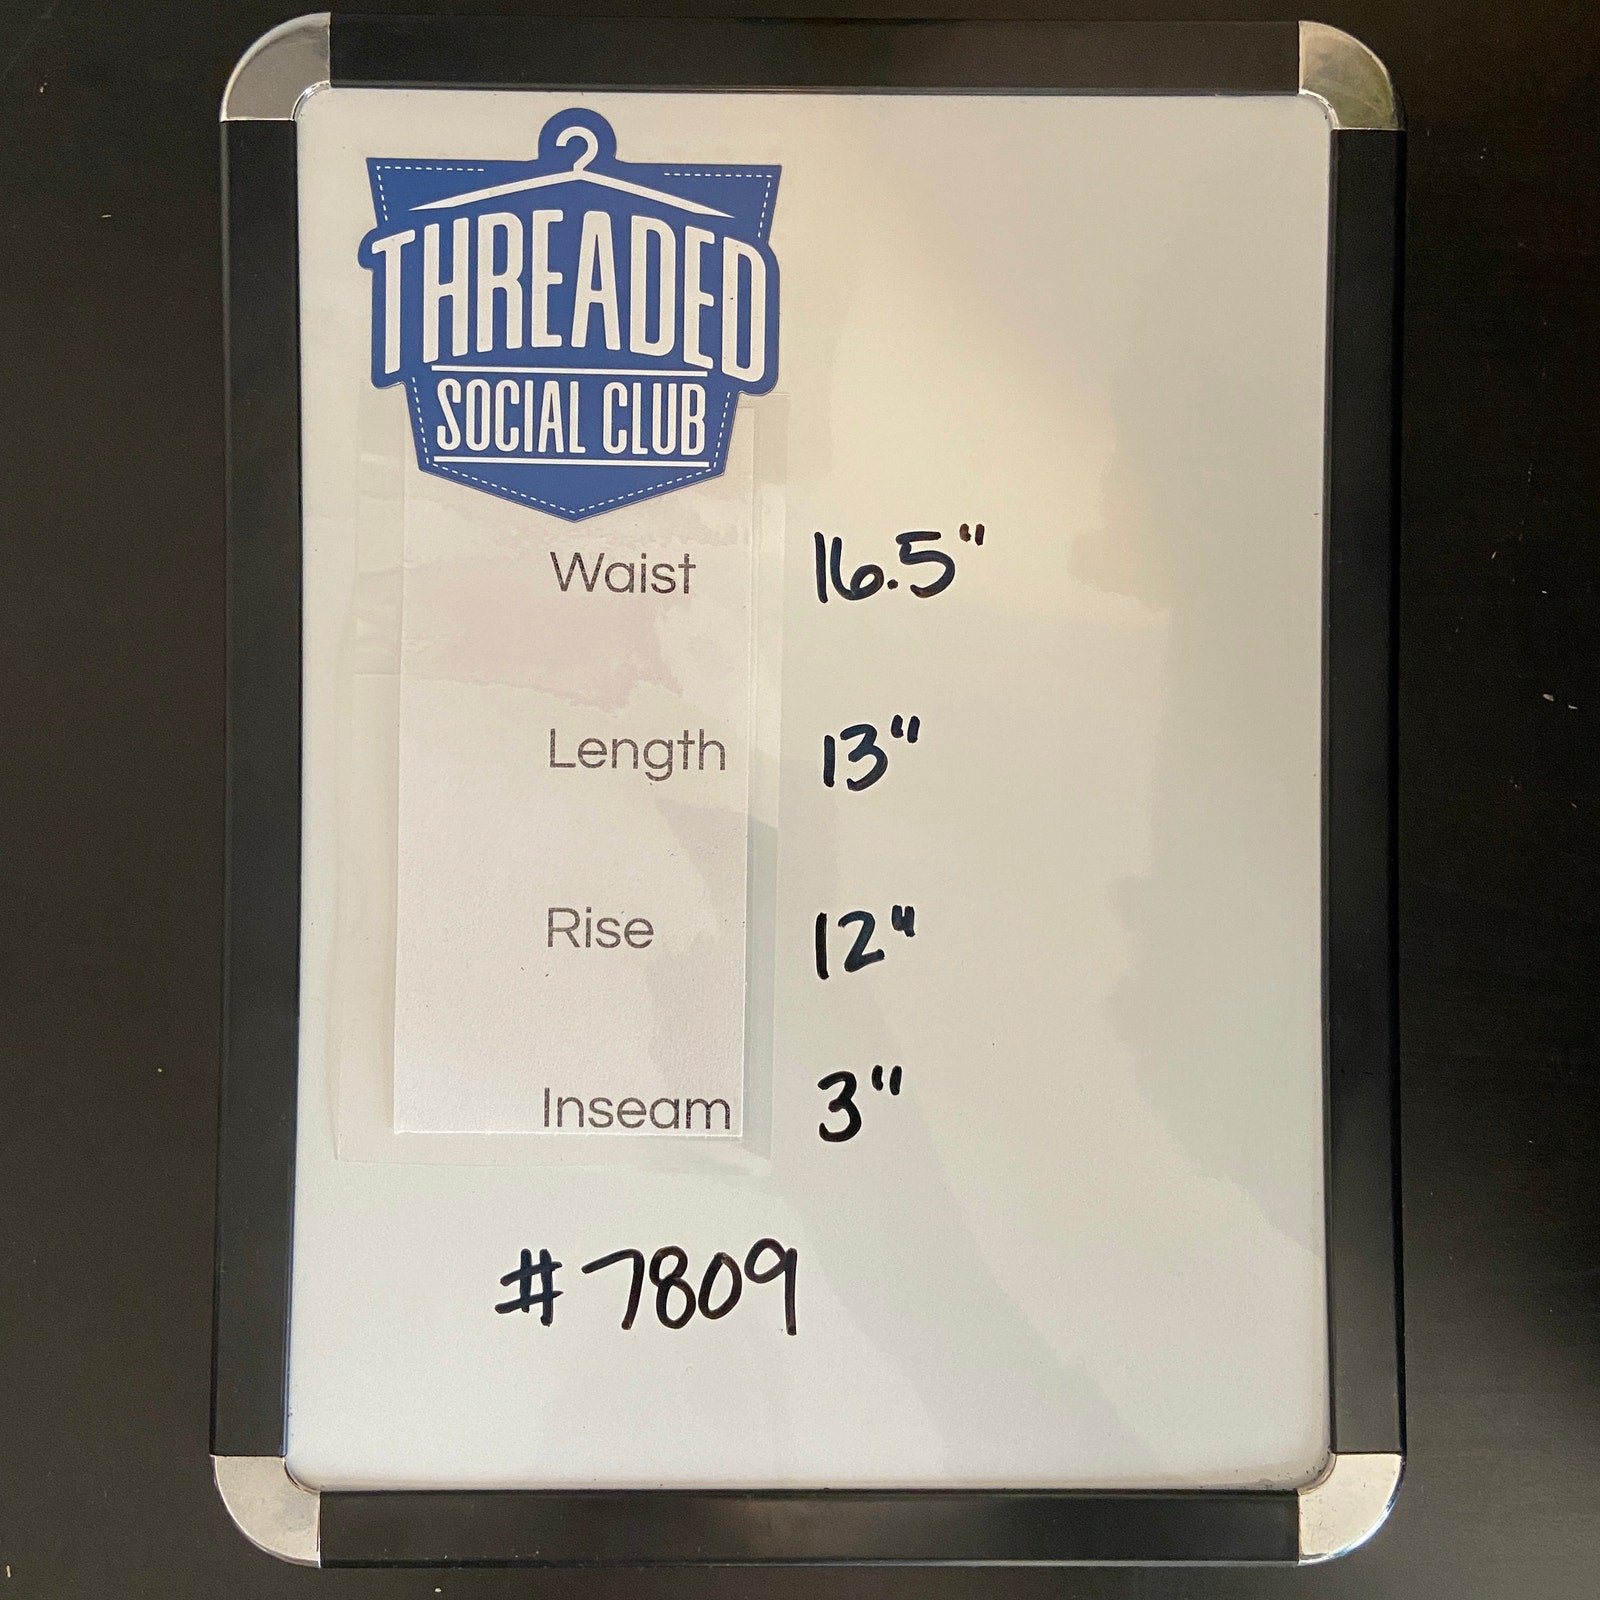 THREADED
SOCIAL CLUB
Waist 16.5"
Length 13"
Rise 12"
Inseam 3"
#7809